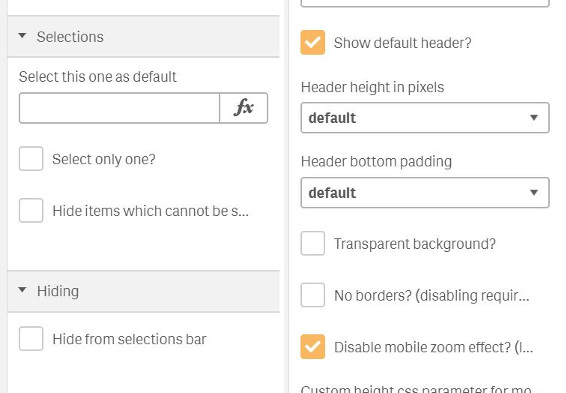 Selections
Select this one as default
fx
Select only one?
Hide items which cannot be s...
Hiding
Hide from selections bar
Show default header?
Header height in pixels
default
Header bottom padding
default
Transparent background?
No borders? (disabling requir...
Disable mobile zoom effect? (I...
Custom height css parameter for mo